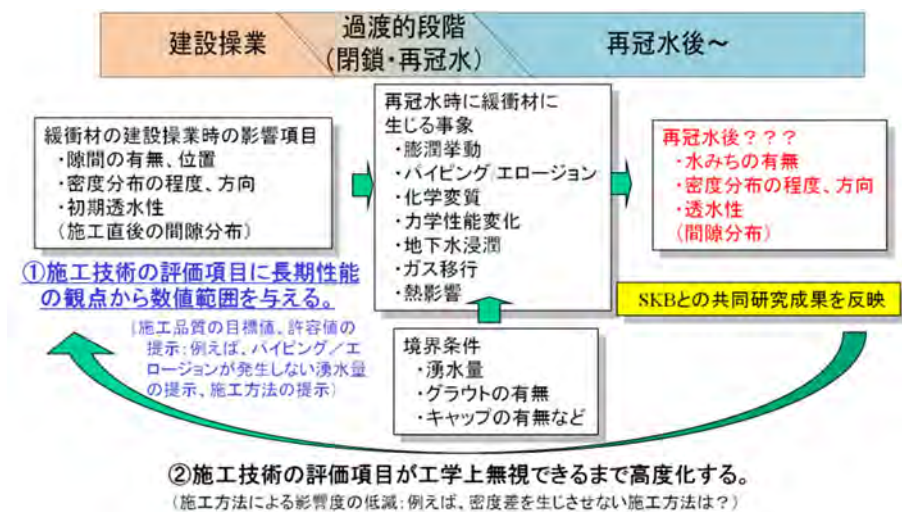 建設操業
過渡的段階
(閉鎖・再冠水)
再冠水後～
緩衝材の建設操業時の影響項目
・隙間の有無、位置
・密度分布の程度、方向
・初期透水性
(施工直後の間隙分布)
再冠水時に緩衝材に
生じる事象
・膨潤挙動
・パイピング/エロージョン
・化学変質
・力学性能変化
・地下水浸潤
・ガス移行
・熱影響
再冠水後???
・水みちの有無
・密度分布の程度、方向
・透水性
(間隙分布)
①施工技術の評価項目に長期性能
の観点から数値範囲を与える。
(施工品質の目標値、許容値の
提示:例えば、パイピング／エ
ロージョンが発生しない湧水量
の提示、施工方法の提示)
SKBとの共同研究成果を反映
境界条件
・湧水量
・グラウトの有無
・キャップの有無など
②施工技術の評価項目が工学上無視できるまで高度化する。
(施工方法による影響度の低減:例えば、密度差を生じさせない施工方法は?)